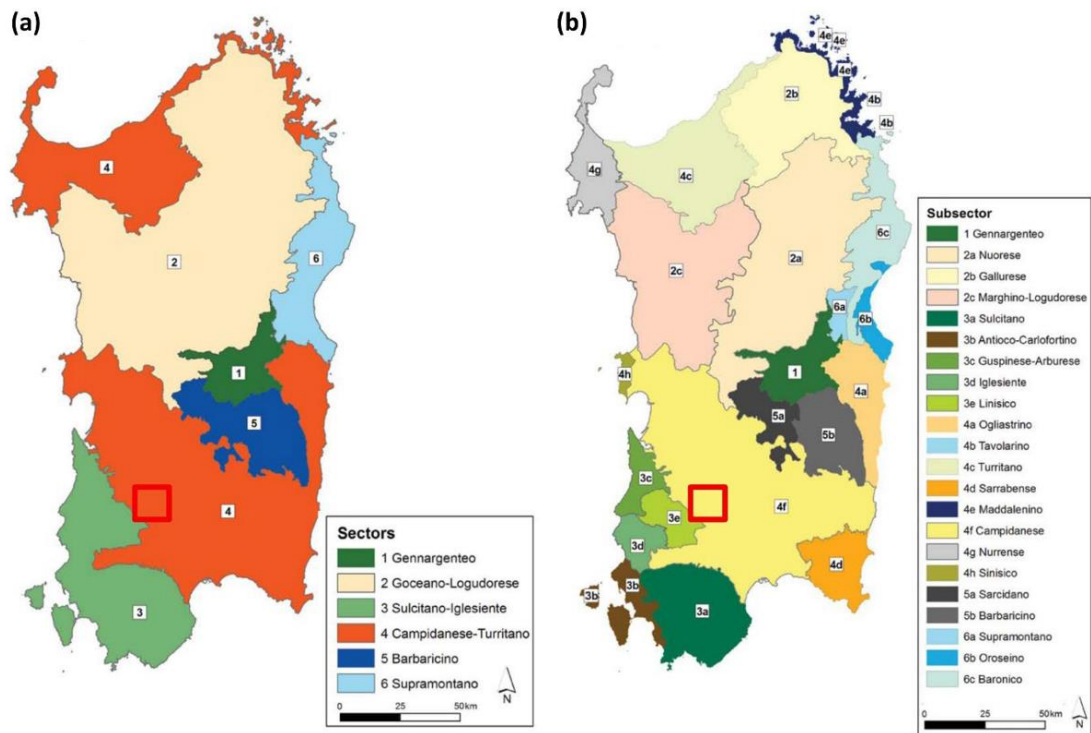 (a)
4
2
6
1
5
4
3
Sectors
1 Gennargenteo
2 Goceano-Logudorese
3 Sulcitano-Iglesiente
4 Campidanese-Turritano
5 Barbaricino
6 Supramontano
N
0 25 50km
(b)
4e
4e
4e
2b
4b
4b
4g
4c
6c
2a
2c
6a
6b
4h
1
4a
5a
5b
3c
3e
4f
3d
4d
3b
3b
3a
Subsector
1 Gennargenteo
2a Nuorese
2b Gallurese
2c Marghino-Logudorese
3a Sulcitano
3b Antioco-Carlofortino
3c Guspinese-Arburese
3d Iglesiente
3e Linisico
4a Ogliastrino
4b Tavolarino
4c Turritano
4d Sarrabense
4e Maddalenino
4f Campidanese
4g Nurrense
4h Sinisico
5a Sarcidano
5b Barbaricino
6a Supramontano
6b Oroseino
6c Baronico
N
0 25 50km